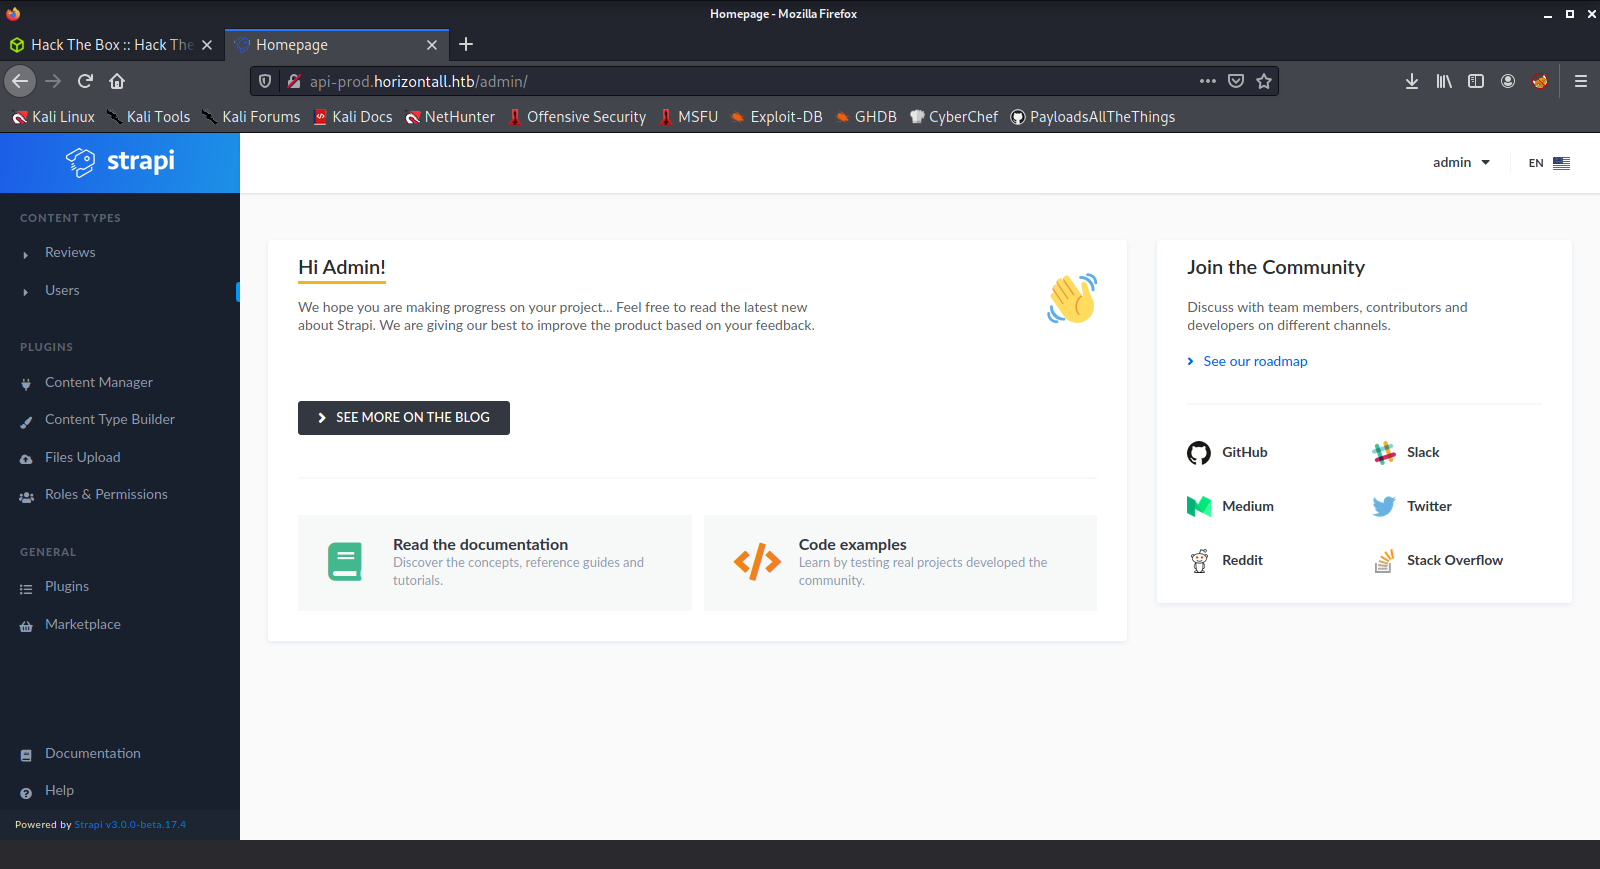 Homepage - Mozilla Firefox
Hack The Box :: Hack The
Homepage
api-prod.horizontall.htb/admin/
Kali Linux
Kali Tools
Kali Forums
Kali Docs
NetHunter
Offensive Security
MSFU
Exploit-DB
GHDB
CyberChef
PayloadsAllTheThings
strapi
admin
EN
CONTENT TYPES
Reviews
Users
PLUGINS
Content Manager
Content Type Builder
Files Upload
Roles & Permissions
GENERAL
Plugins
Marketplace
Documentation
Help
Powered by Strapi v3.0.0-beta.17.4
Hi Admin!
We hope you are making progress on your project... Feel free to read the latest new
about Strapi. We are giving our best to improve the product based on your feedback.
SEE MORE ON THE BLOG
Read the documentation
Discover the concepts, reference guides and
tutorials.
Code examples
Learn by testing real projects developed the
community.
Join the Community
Discuss with team members, contributors and
developers on different channels.
See our roadmap
GitHub
Slack
Medium
Twitter
Reddit
Stack Overflow